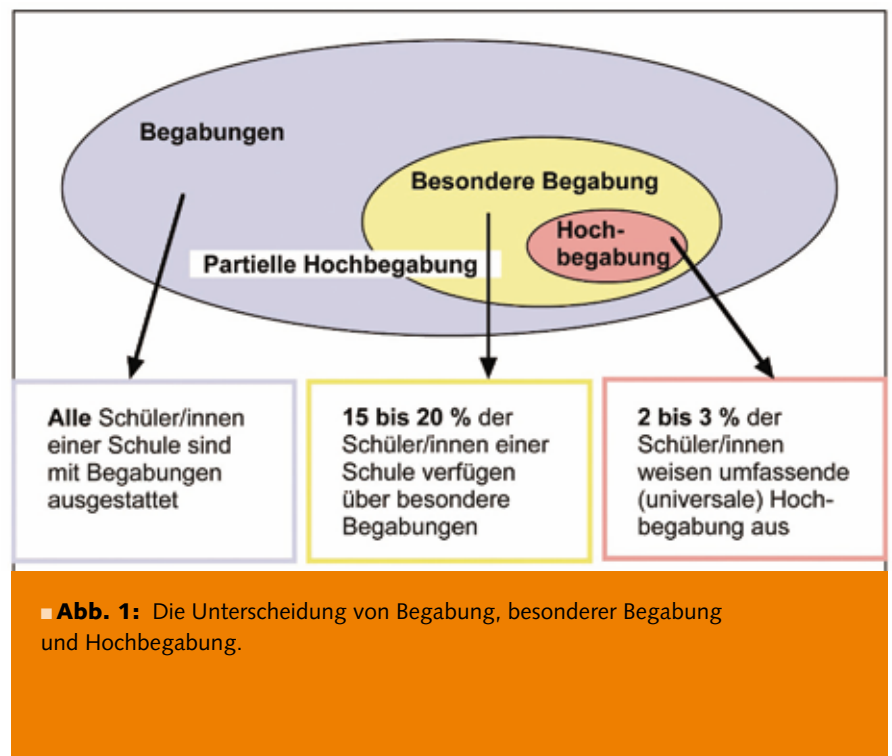 Begabungen
Besondere Begabung
Hoch-
begabung
Partielle Hochbegabung
Alle Schüler/innen
einer Schule sind
mit Begabungen
ausgestattet
15 bis 20 % der
Schüler/innen einer
Schule verfügen
über besondere
Begabungen
2 bis 3 % der
Schüler/innen
weisen umfassende
(universale) Hoch-
begabung aus
Abb. 1: Die Unterscheidung von Begabung, besonderer Begabung
und Hochbegabung.